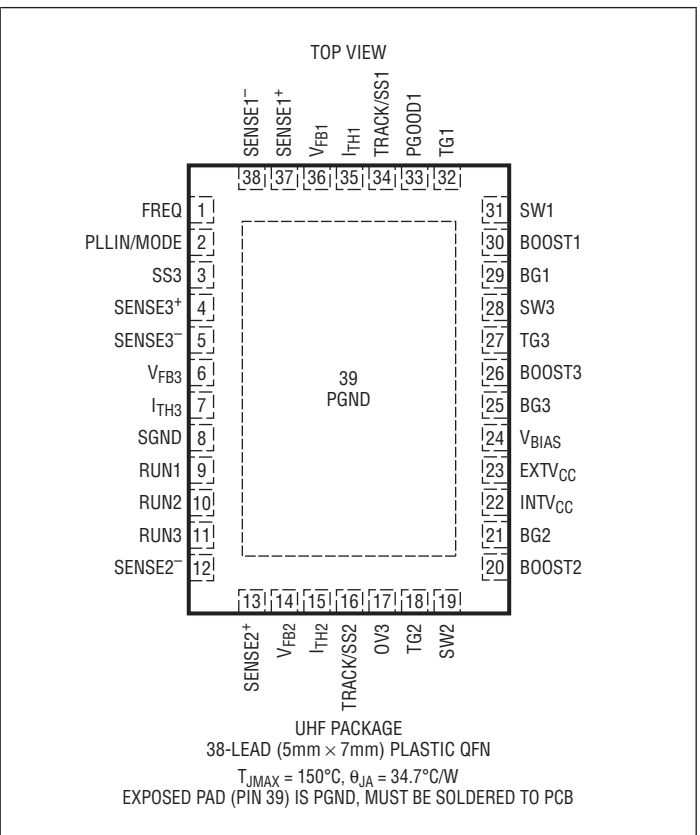 TOP VIEW
SENSE1–
SENSE1+
VFB1
ITH1
TRACK/SS1
PGOOD1
TG1
38 37 36 35 34 33 32
FREQ 1
PLLIN/MODE 2
SS3 3
SENSE3+ 4
SENSE3– 5
VFB3 6
ITH3 7
SGND 8
RUN1 9
RUN2 10
RUN3 11
SENSE2– 12
39
PGND
31 SW1
30 BOOST1
29 BG1
28 SW3
27 TG3
26 BOOST3
25 BG3
24 VBIAS
23 EXTVCC
22 INTVCC
21 BG2
20 BOOST2
13 14 15 16 17 18 19
SENSE2+
VFB2
ITH2
TRACK/SS2
OV3
TG2
SW2
UHF PACKAGE
38-LEAD (5mm × 7mm) PLASTIC QFN
TJMAX = 150°C, θJA = 34.7°C/W
EXPOSED PAD (PIN 39) IS PGND, MUST BE SOLDERED TO PCB